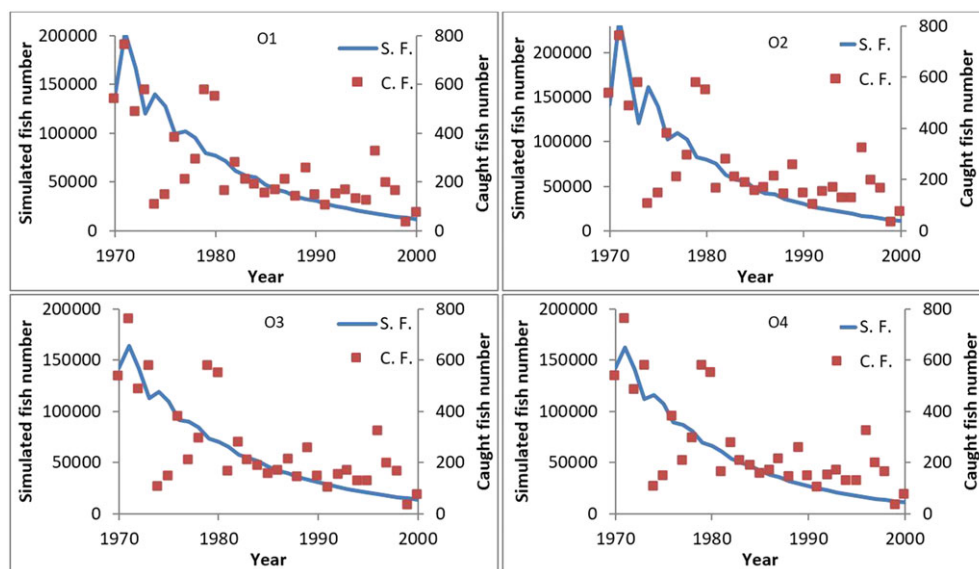 O1
S. F.
C. F.
Simulated fish number
Caught fish number
200000
150000
100000
50000
0
800
600
400
200
0
1970
1980
1990
2000
Year
O2
S. F.
C. F.
Simulated fish number
Caught fish number
200000
150000
100000
50000
0
800
600
400
200
0
1970
1980
1990
2000
Year
O3
S. F.
C. F.
Simulated fish number
Caught fish number
200000
150000
100000
50000
0
800
600
400
200
0
1970
1980
1990
2000
Year
O4
S. F.
C. F.
Simulated fish number
Caught fish number
200000
150000
100000
50000
0
800
600
400
200
0
1970
1980
1990
2000
Year